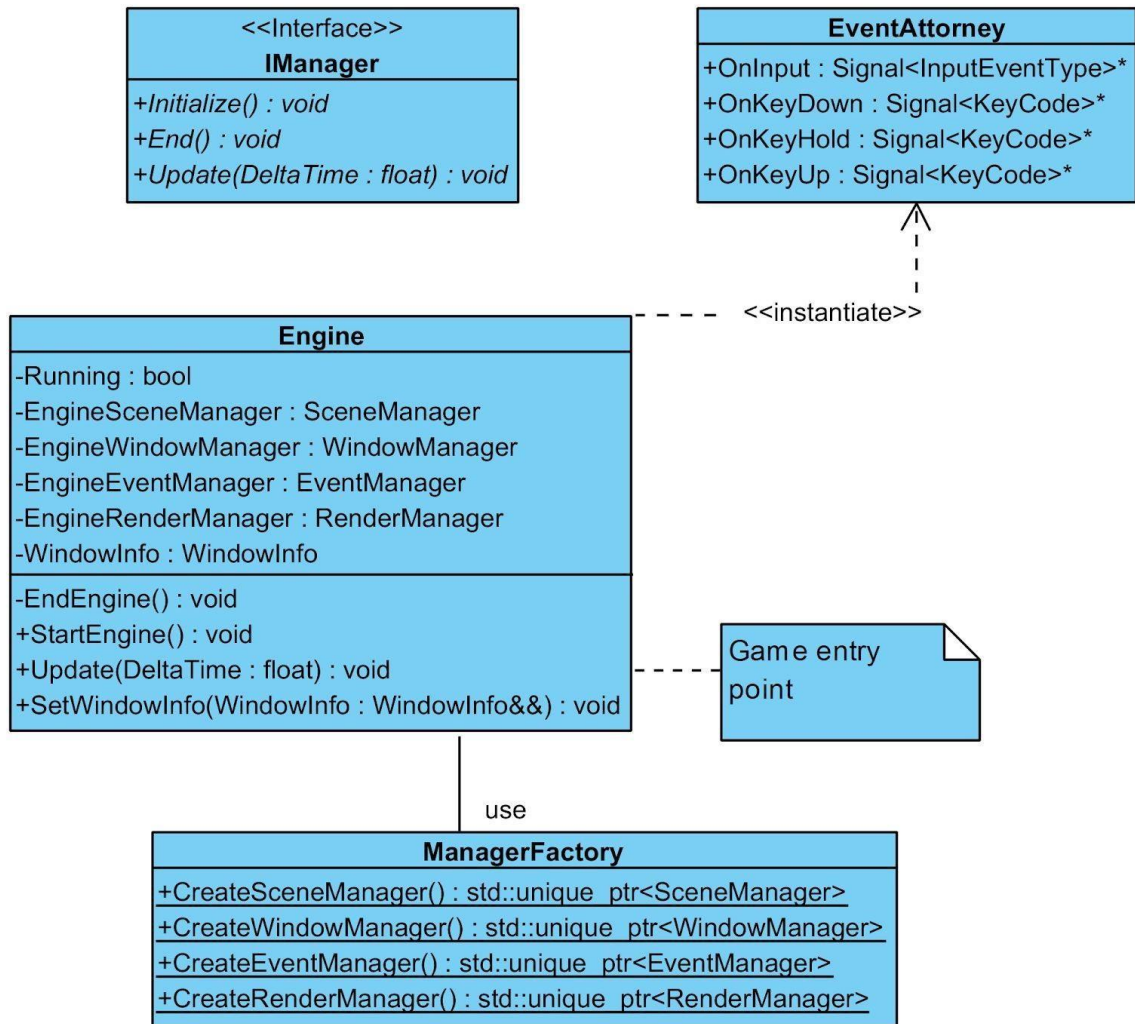 <<Interface>>
IManager
+Initialize() : void
+End() : void
+Update(DeltaTime : float) : void
EventAttorney
+OnInput : Signal<InputEventType>*
+OnKeyDown : Signal<KeyCode>*
+OnKeyHold : Signal<KeyCode>*
+OnKeyUp : Signal<KeyCode>*
<<instantiate>>
Engine
-Running : bool
-EngineSceneManager : SceneManager
-EngineWindowManager : WindowManager
-EngineEventManager : EventManager
-EngineRenderManager : RenderManager
-WindowInfo : WindowInfo
-EndEngine() : void
+StartEngine() : void
+Update(DeltaTime : float) : void
+SetWindowInfo(WindowInfo : WindowInfo&&) : void
Game entry
point
use
ManagerFactory
+CreateSceneManager() : std::unique_ptr<SceneManager>
+CreateWindowManager() : std::unique_ptr<WindowManager>
+CreateEventManager() : std::unique_ptr<EventManager>
+CreateRenderManager() : std::unique_ptr<RenderManager>